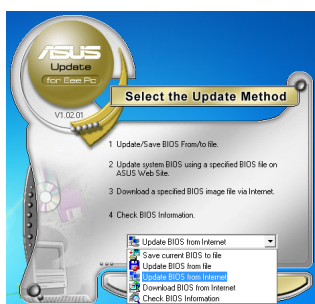 ASUS
Update
for Eee Pc
V1.02.01
Select the Update Method
1 Update/Save BIOS From/to file.
2 Update system BIOS using a specified BIOS file on
ASUS Web Site.
3 Download a specified BIOS image file via Internet.
4 Check BIOS Information.
Update BIOS from Internet
Save current BIOS to file
Update BIOS from file
Update BIOS from Internet
Download BIOS from Internet
Check BIOS Information